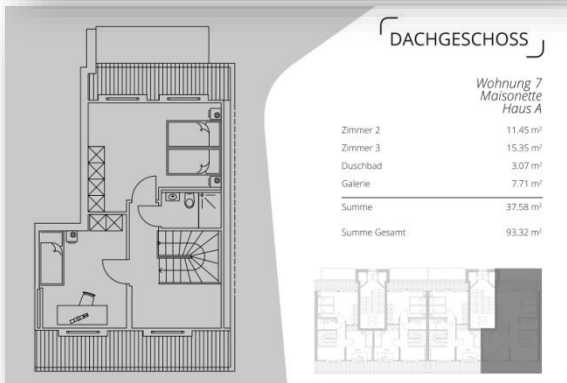 DACHGESCHOSS
Wohnung 7
Maisonette
Haus A
Zimmer 2 11.45 m²
Zimmer 3 15.35 m²
Duschbad 3.07 m²
Galerie 7.71 m²
Summe 37.58 m²
Summe Gesamt 93.32 m²